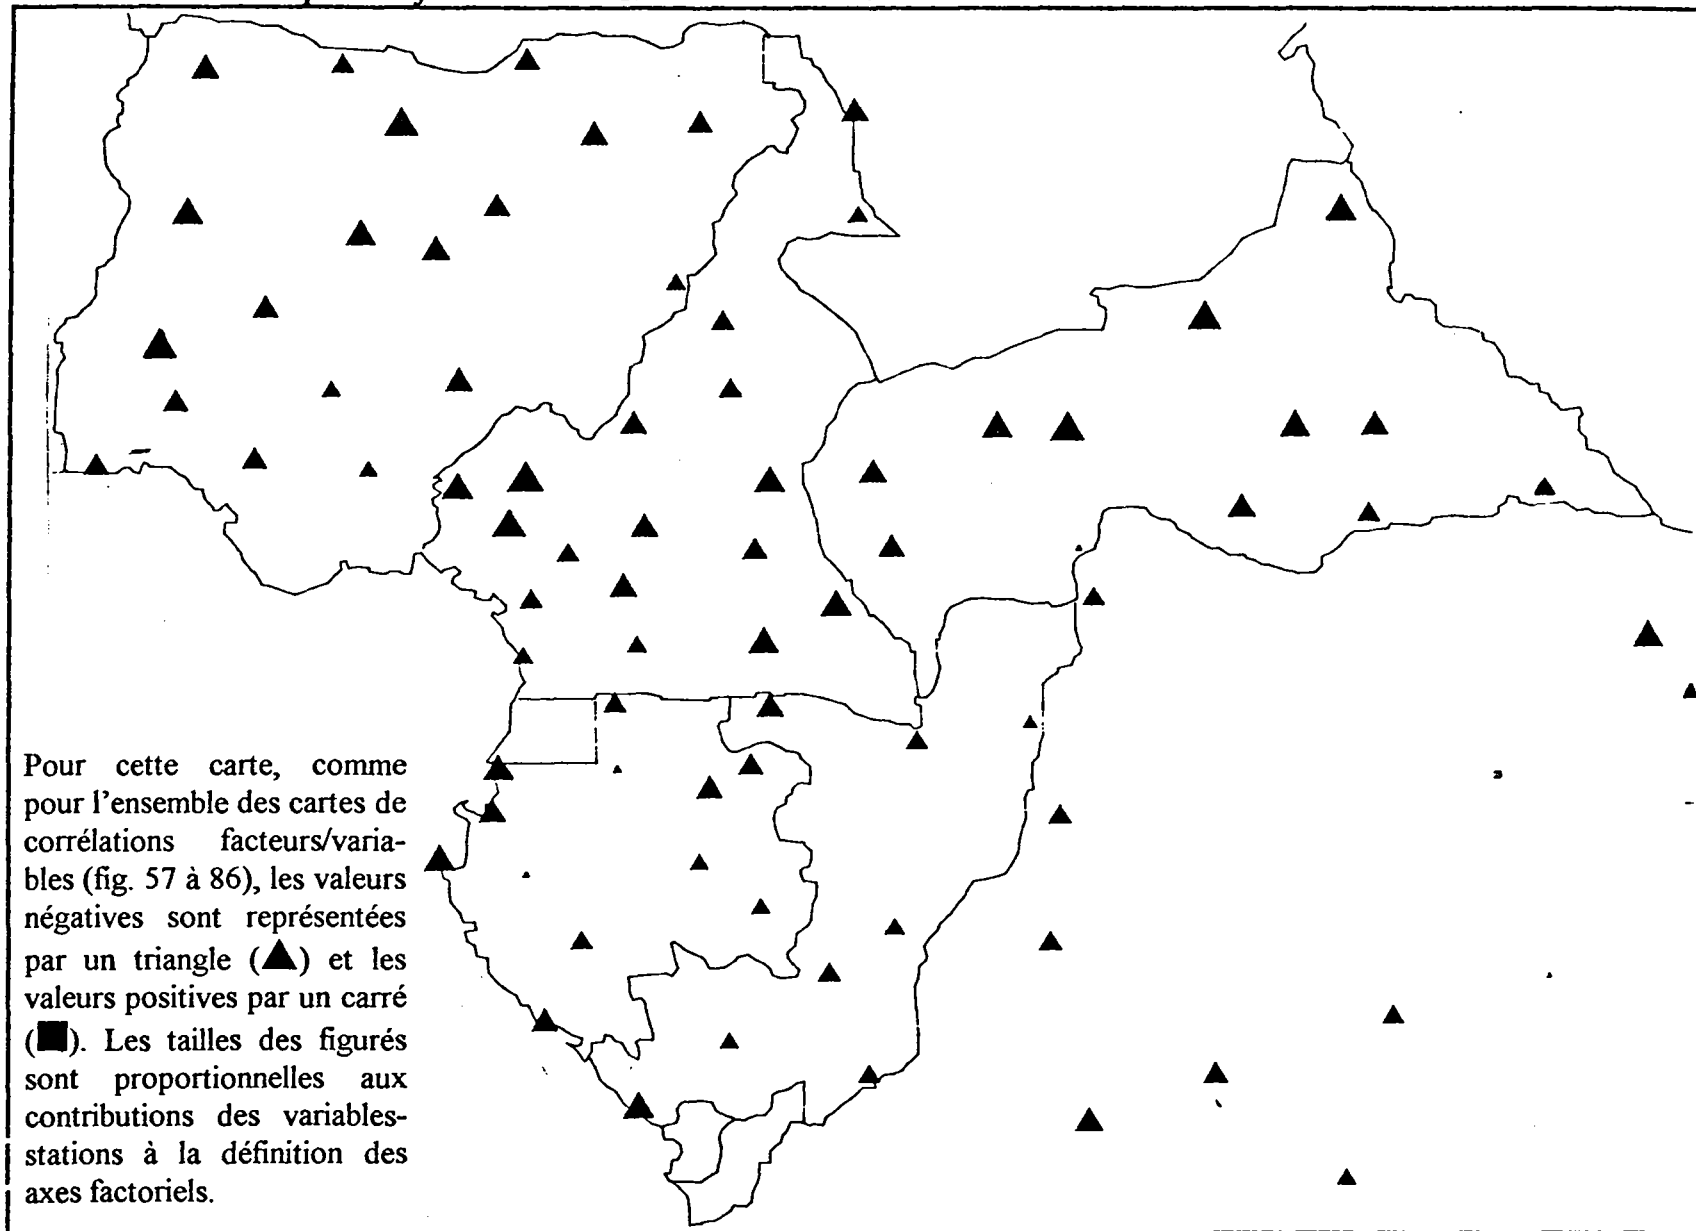 Pour cette carte, comme
pour l'ensemble des cartes de
corrélations facteurs/varia-
bles (fig. 57 à 86), les valeurs
négatives sont représentées
par un triangle (▲) et les
valeurs positives par un carré
(■). Les tailles des figurés
sont proportionnelles aux
contributions des variables-
stations à la définition des
axes factoriels.